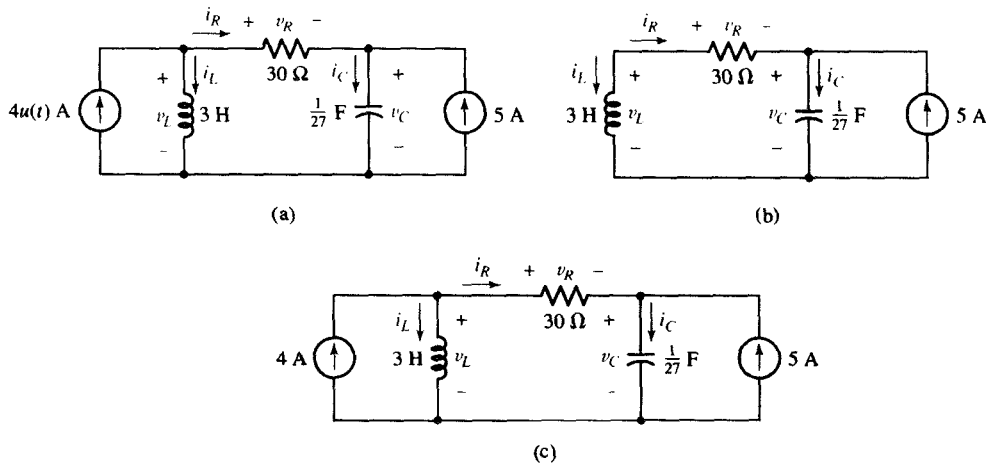 i_R + v_R − i_R + v_R −
30 Ω 30 Ω
4u(t) A + i_L v_L 3 H − i_C 1/27 F + v_C − 5 A
i_L 3 H + v_L − + v_C − i_C 1/27 F 5 A
(a) (b)
i_R + v_R −
30 Ω
4 A i_L 3 H + v_L − + v_C − i_C 1/27 F 5 A
(c)